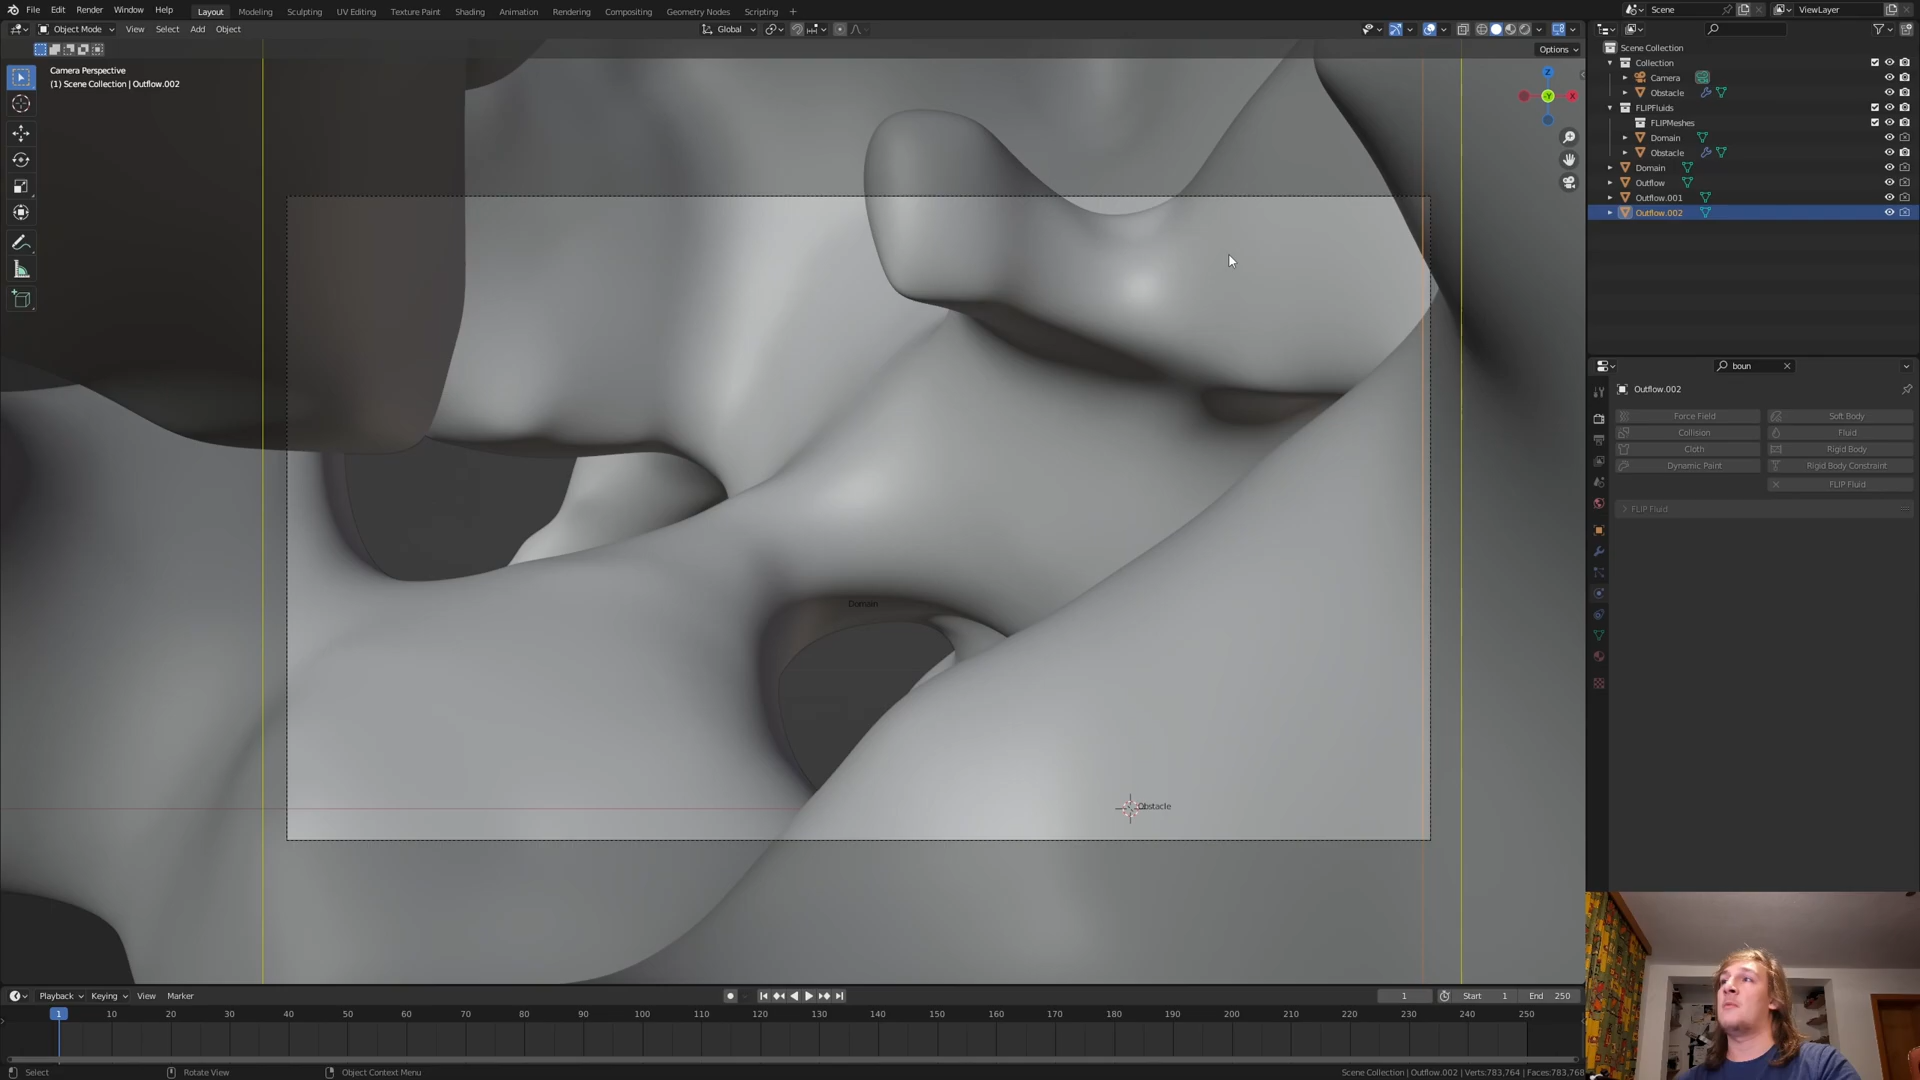 File Edit Render Window Help Layout Modeling Sculpting UV Editing Texture Paint Shading Animation Rendering Compositing Geometry Nodes Scripting + Scene ViewLayer
Object Mode View Select Add Object Global
Options
Camera Perspective
(1) Scene Collection | Outflow.002
Z
-Y
X
Domain
Obstacle
Scene Collection
Collection
Camera
Obstacle
FLIPFluids
FLIPMeshes
Domain
Obstacle
Domain
Outflow
Outflow.001
Outflow.002
boun
Outflow.002
Force Field Soft Body
Collision Fluid
Cloth Rigid Body
Dynamic Paint Rigid Body Constraint
FLIP Fluid
FLIP Fluid
Playback Keying View Marker 1 Start 1 End 250
1 10 20 30 40 50 60 70 80 90 100 110 120 130 140 150 160 170 180 190 200 210 220 230 240 250
Select Rotate View Object Context Menu Scene Collection | Outflow.002 | Verts:783,764 | Faces:783,768